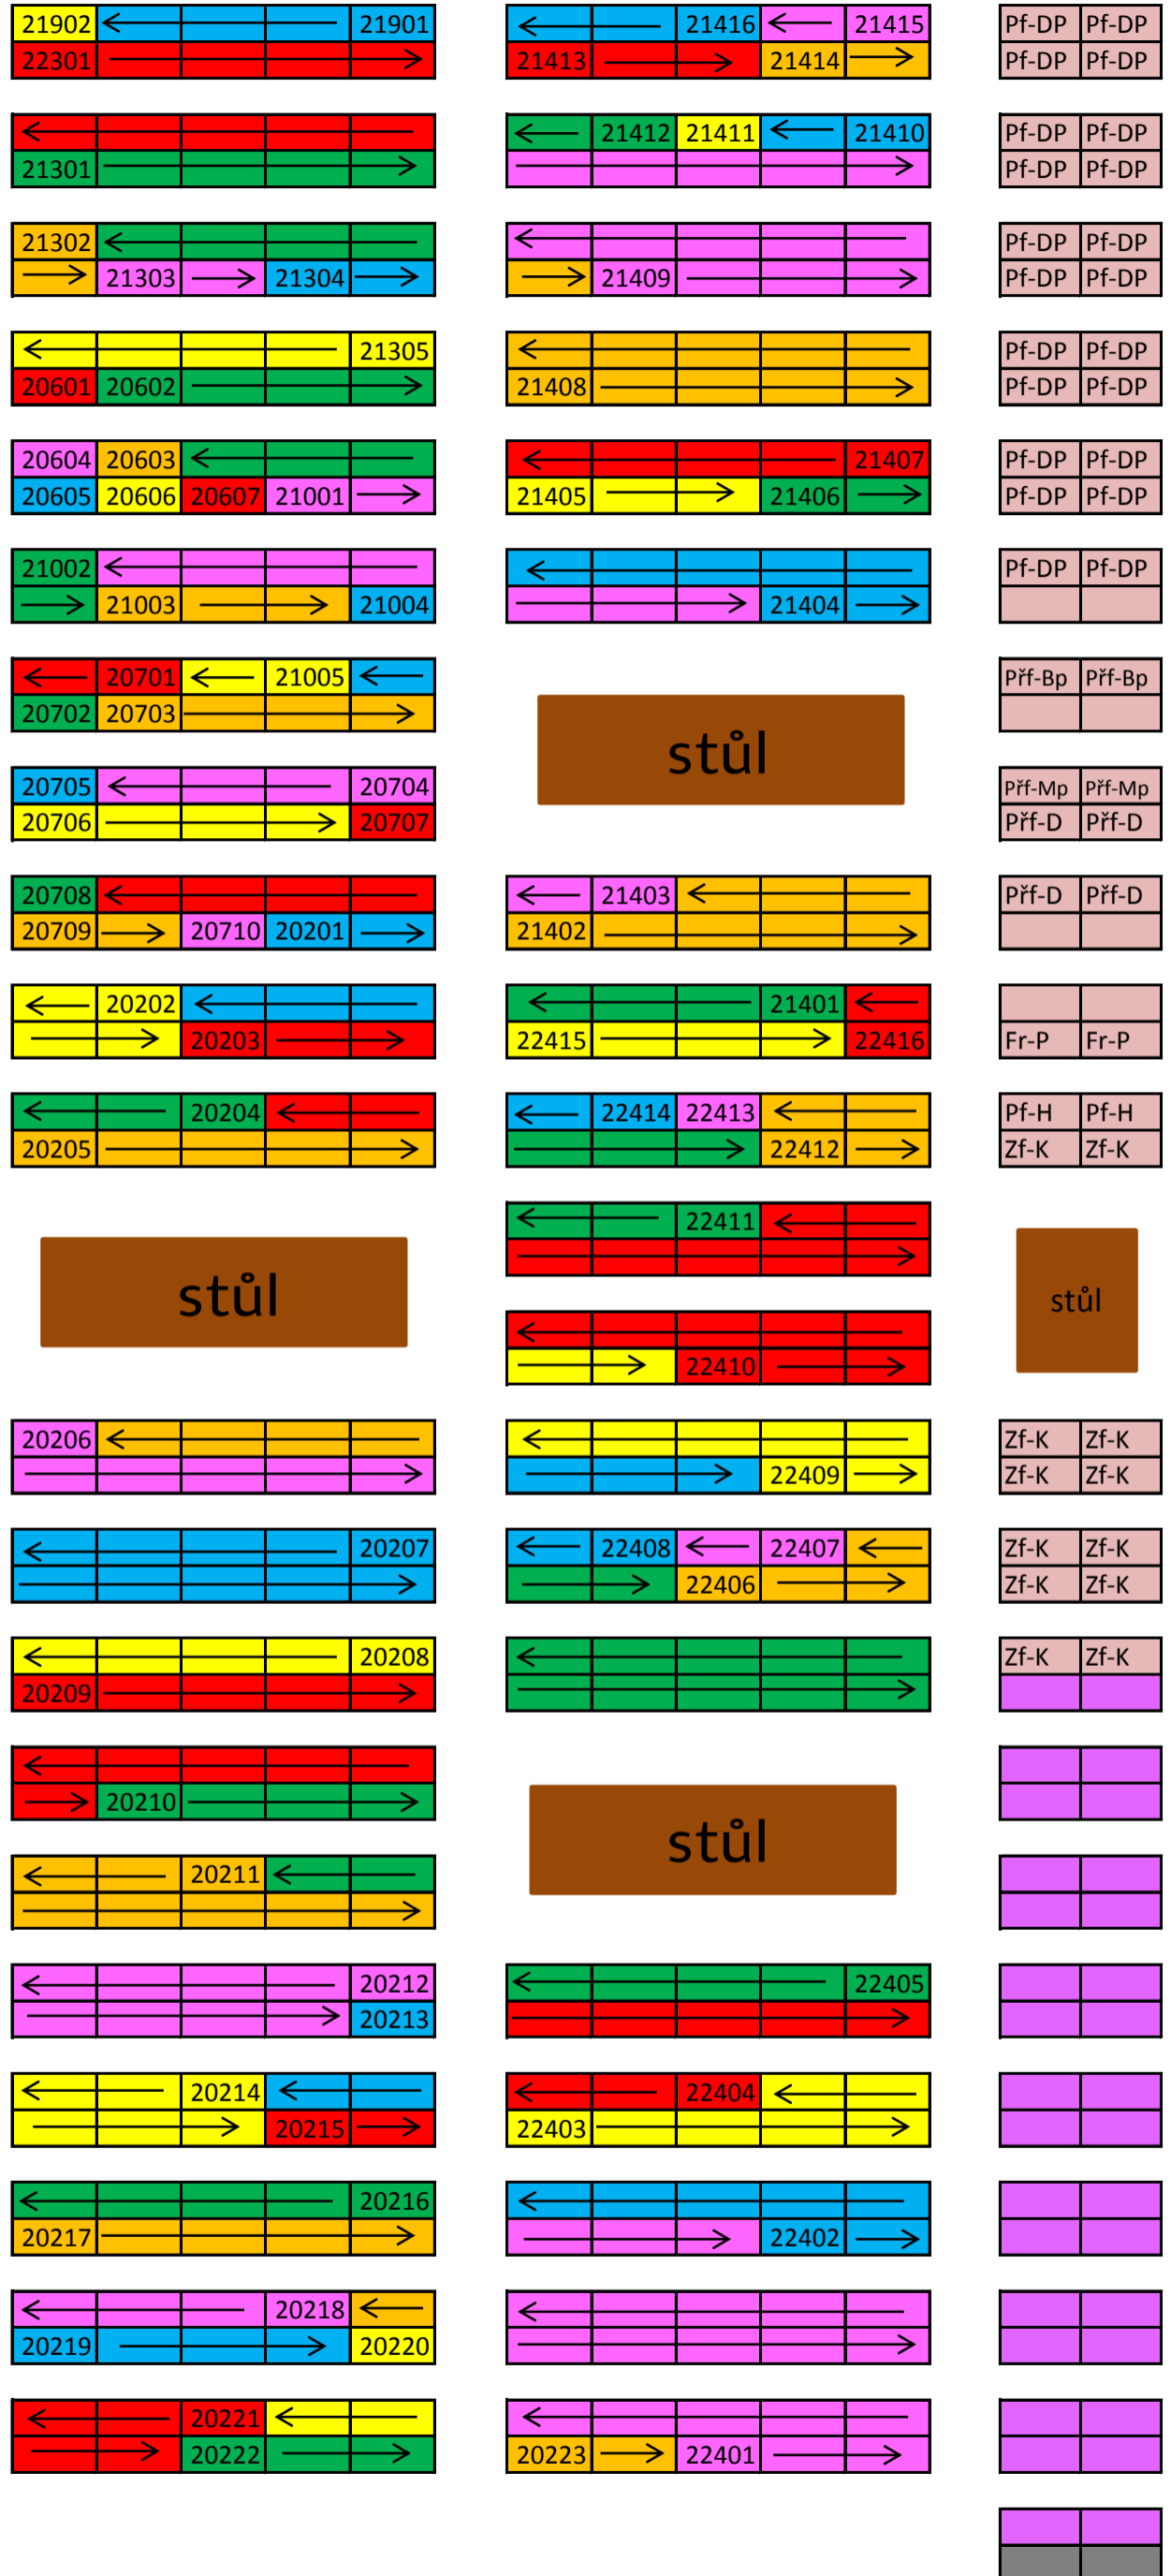 21902 21901 21416 21415 Pf-DP Pf-DP
22301 21413 21414 Pf-DP Pf-DP
21412 21411 21410 Pf-DP Pf-DP
21301 Pf-DP Pf-DP
21302 Pf-DP Pf-DP
21303 21304 21409 Pf-DP Pf-DP
21305 Pf-DP Pf-DP
20601 20602 21408 Pf-DP Pf-DP
20604 20603 21407 Pf-DP Pf-DP
20605 20606 20607 21001 21405 21406 Pf-DP Pf-DP
21002 Pf-DP Pf-DP
21003 21004 21404
20701 21005 Přf-Bp Přf-Bp
20702 20703
stůl
20705 20704 Přf-Mp Přf-Mp
20706 20707 Přf-D Přf-D
20708 21403 Přf-D Přf-D
20709 20710 20201 21402
20202 21401
20203 22415 22416 Fr-P Fr-P
20204 22414 22413 Pf-H Pf-H
20205 22412 Zf-K Zf-K
22411
stůl stůl
22410
20206 Zf-K Zf-K
22409 Zf-K Zf-K
20207 22408 22407 Zf-K Zf-K
22406 Zf-K Zf-K
20208 Zf-K Zf-K
20209
20210
stůl
20211
20212 22405
20213
20214 22404
20215 22403
20216
20217 22402
20218
20219 20220
20221
20222 20223 22401